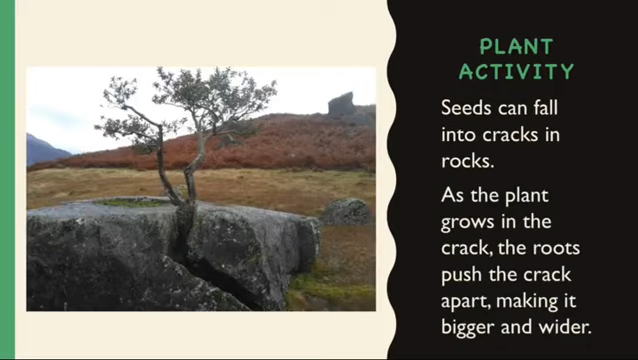 PLANT
ACTIVITY
Seeds can fall
into cracks in
rocks.
As the plant
grows in the
crack, the roots
push the crack
apart, making it
bigger and wider.